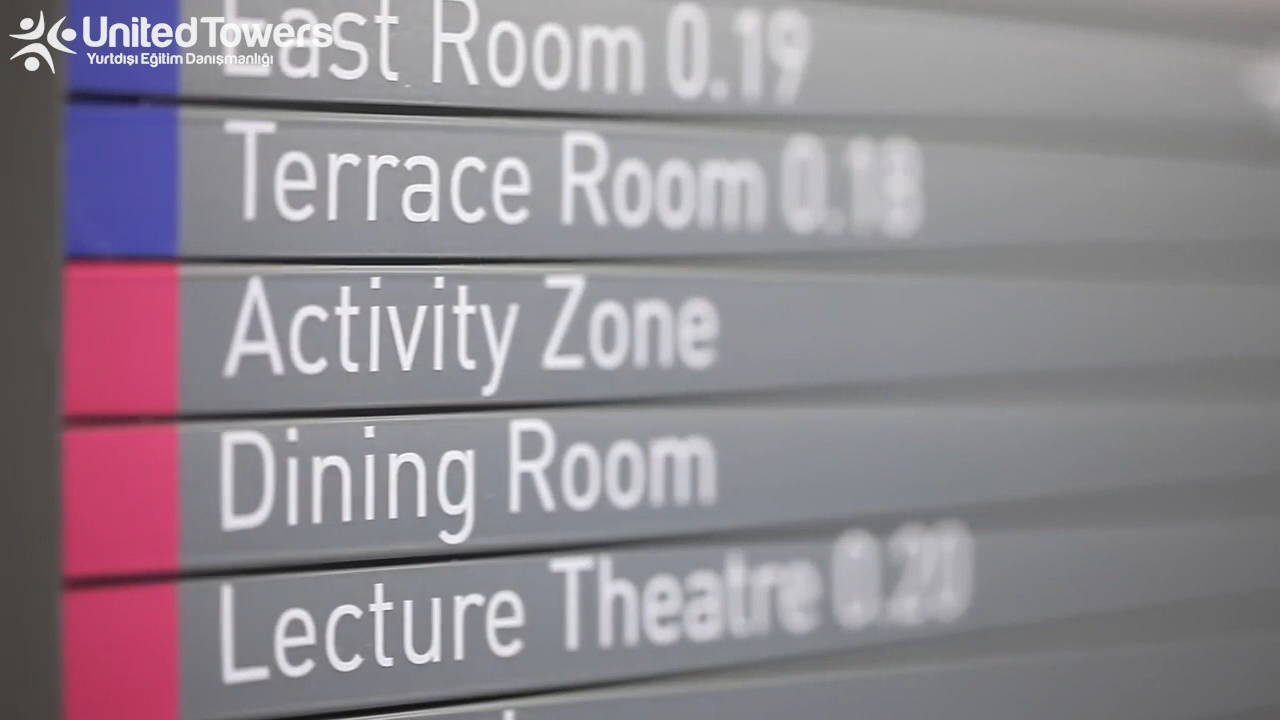 United Towers
Yurtdışı Eğitim Danışmanlığı
East Room 0.19
Terrace Room 0.18
Activity Zone
Dining Room
Lecture Theatre 0.20